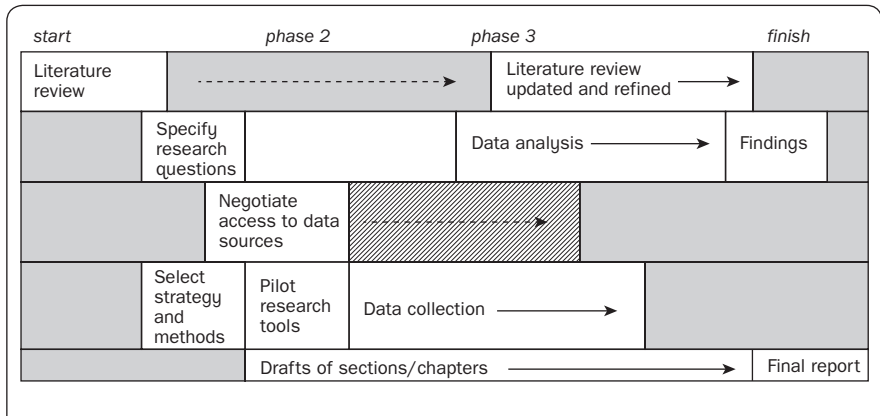 start phase 2 phase 3 finish
Literature
review
Literature review
updated and refined
Specify
research
questions
Data analysis
Findings
Negotiate
access to data
sources
Select
strategy
and
methods
Pilot
research
tools
Data collection
Drafts of sections/chapters
Final report